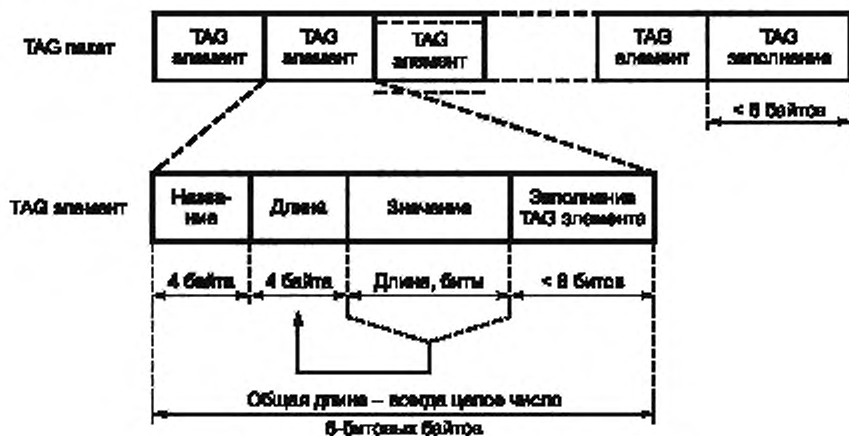 TAG пакет
TAG
элемент
TAG
элемент
TAG
элемент
TAG
элемент
TAG
заполнение
< 8 байтов
TAG элемент
Назва-
ние
Длина
Значение
Заполнение
TAG элемента
4 байта
4 байта
Длина, биты
< 8 битов
Общая длина – всегда целое число
8-битовых байтов